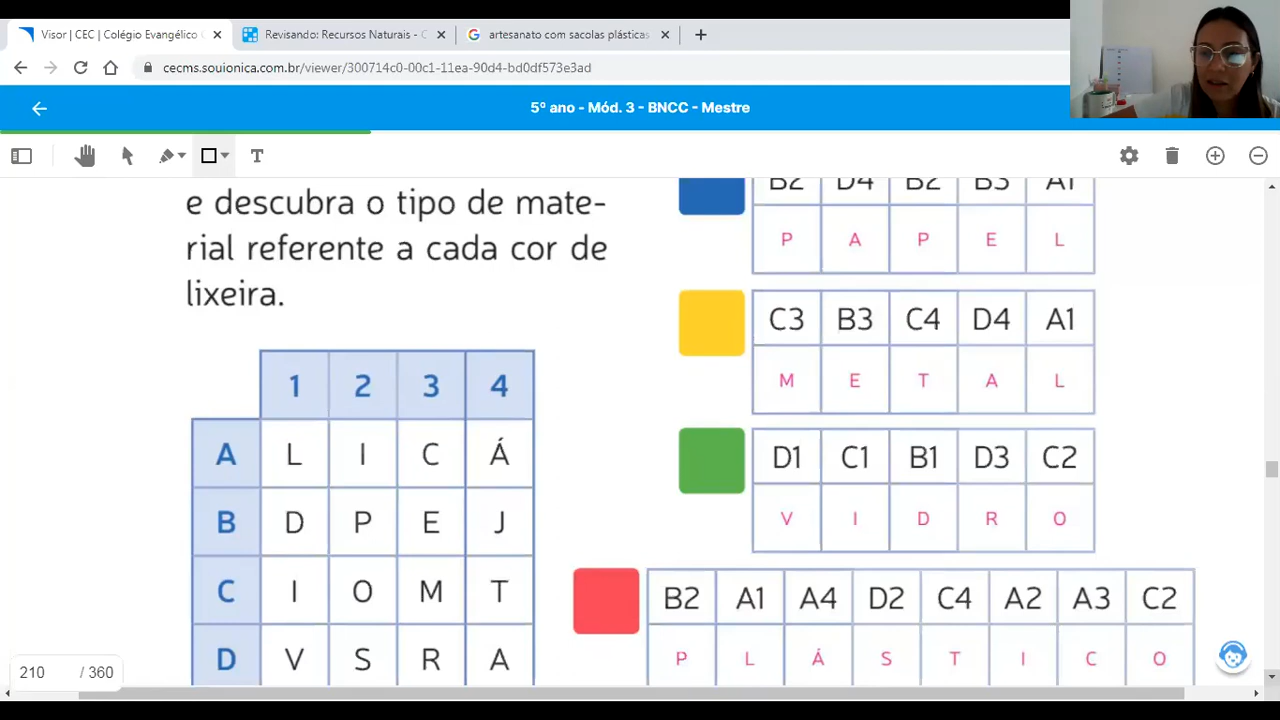 Visor | CEC | Colégio Evangélico
Revisando: Recursos Naturais - C
artesanato com sacolas plásticas
cecms.souionica.com.br/viewer/300714c0-00c1-11ea-90d4-bd0df573e3ad
5º ano - Mód. 3 - BNCC - Mestre
T
e descubra o tipo de mate-
rial referente a cada cor de
lixeira.
1 2 3 4
A L I C Á
B D P E J
C I O M T
D V S R A
B2 D4 B2 B3 A1
P A P E L
C3 B3 C4 D4 A1
M E T A L
D1 C1 B1 D3 C2
V I D R O
B2 A1 A4 D2 C4 A2 A3 C2
P L Á S T I C O
210 / 360